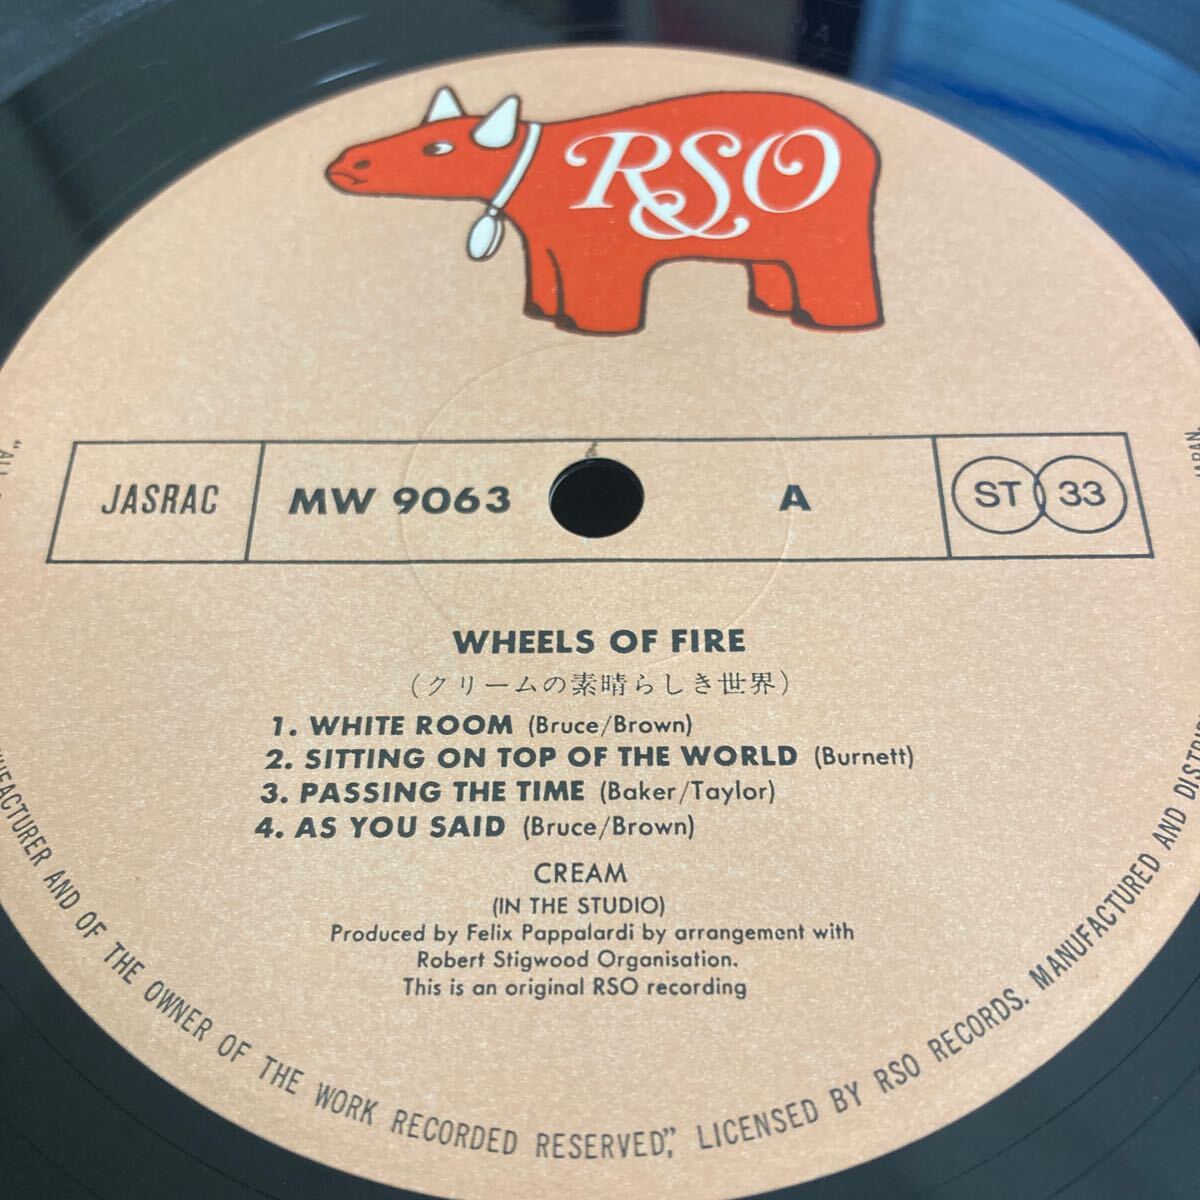 RSO
JASRAC
MW 9063
A
ST 33
WHEELS OF FIRE
(クリームの素晴らしき世界)
1. WHITE ROOM (Bruce/Brown)
2. SITTING ON TOP OF THE WORLD (Burnett)
3. PASSING THE TIME (Baker/Taylor)
4. AS YOU SAID (Bruce/Brown)
CREAM
(IN THE STUDIO)
Produced by Felix Pappalardi by arrangement with
Robert Stigwood Organisation.
This is an original RSO recording
AND OF THE OWNER OF THE WORK RECORDED RESERVED", LICENSED BY RSO RECORDS. MANUFACTURED AND